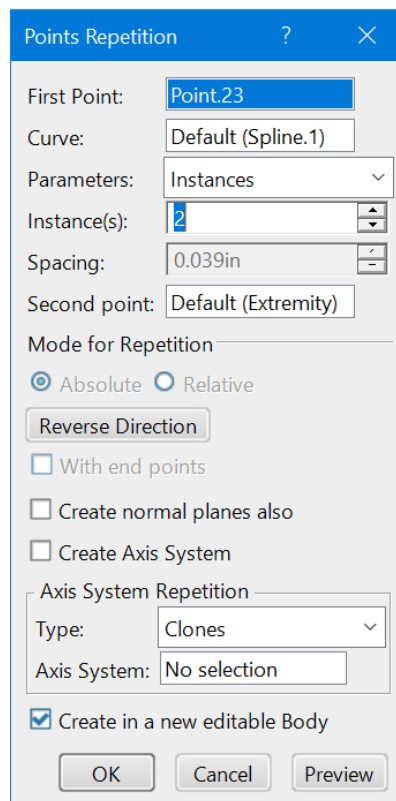 Points Repetition ? ×
First Point: Point.23
Curve: Default (Spline.1)
Parameters: Instances
Instance(s): 2
Spacing: 0.039in
Second point: Default (Extremity)
Mode for Repetition
Absolute Relative
Reverse Direction
With end points
Create normal planes also
Create Axis System
Axis System Repetition
Type: Clones
Axis System: No selection
Create in a new editable Body
OK Cancel Preview